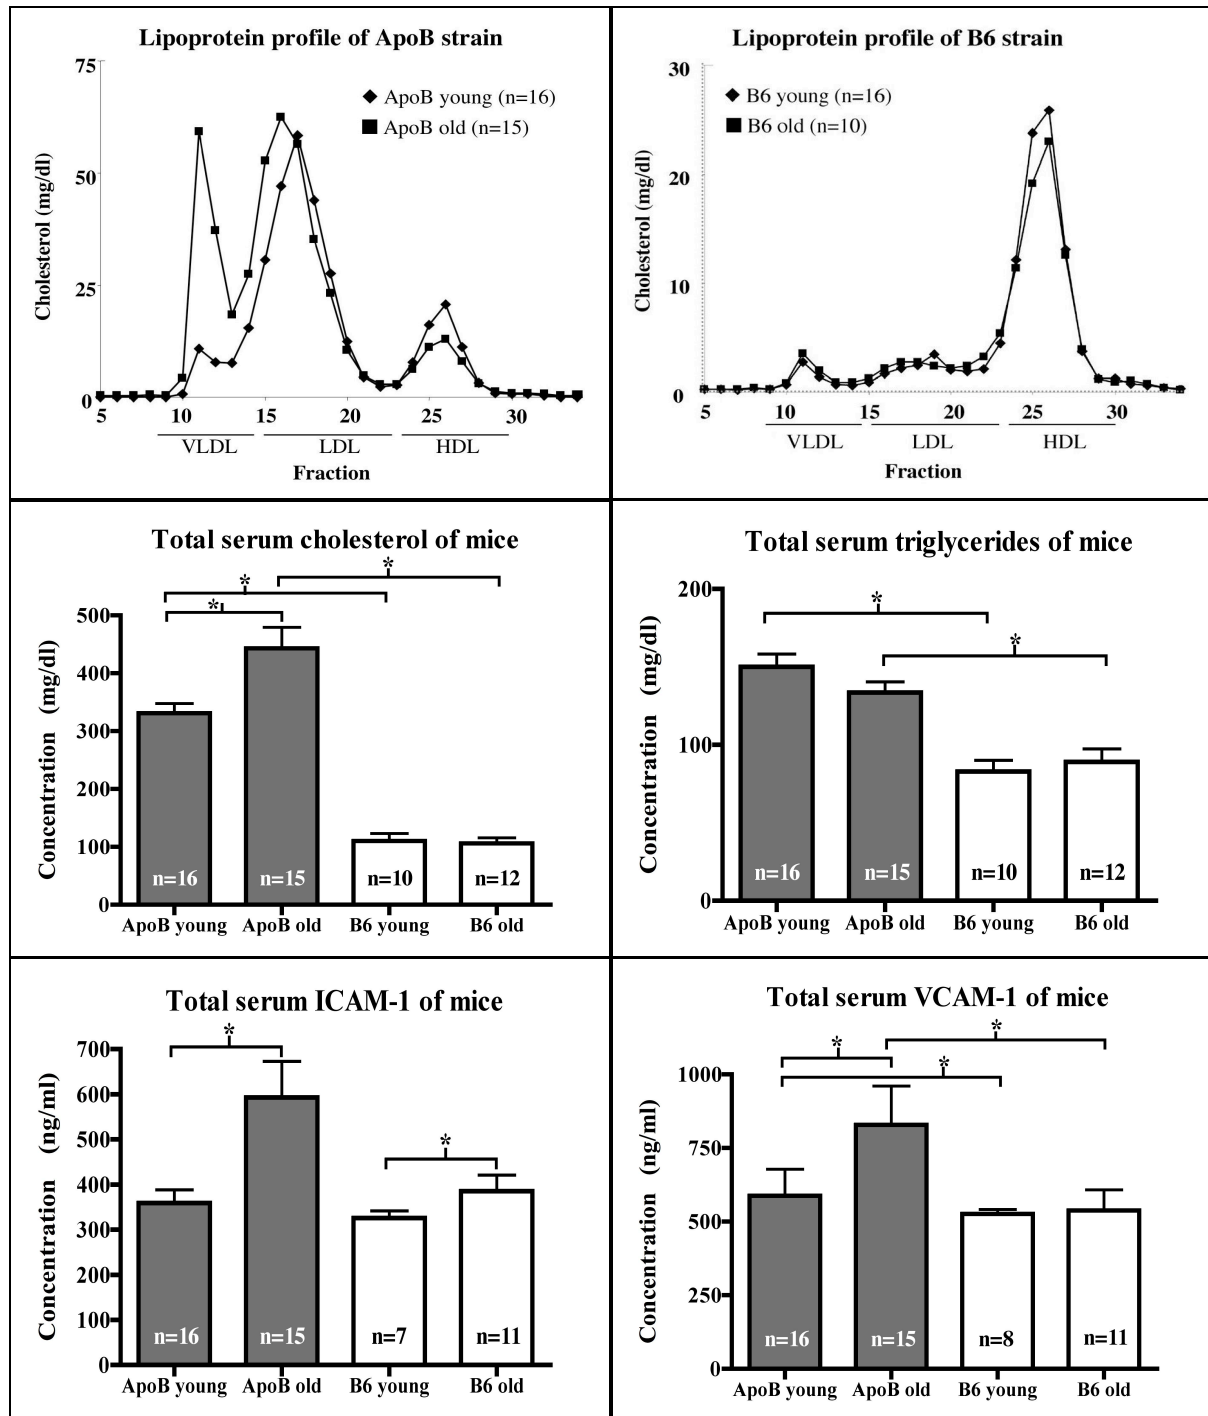 Lipoprotein profile of ApoB strain
75
50
25
0
Cholesterol (mg/dl)
ApoB young (n=16)
ApoB old (n=15)
5 10 15 20 25 30
VLDL LDL HDL
Fraction
Lipoprotein profile of B6 strain
30
20
10
0
Cholesterol (mg/dl)
B6 young (n=16)
B6 old (n=10)
5 10 15 20 25 30
VLDL LDL HDL
Fraction
Total serum cholesterol of mice
* *
*
500
400
300
200
100
0
Concentration (mg/dl)
n=16 n=15 n=10 n=12
ApoB young ApoB old B6 young B6 old
Total serum triglycerides of mice
*
*
200
100
0
Concentration (mg/dl)
n=16 n=15 n=10 n=12
ApoB young ApoB old B6 young B6 old
Total serum ICAM-1 of mice
*
*
700
600
500
400
300
200
100
0
Concentration (ng/ml)
n=16 n=15 n=7 n=11
ApoB young ApoB old B6 young B6 old
Total serum VCAM-1 of mice
*
*
*
1000
750
500
250
0
Concentration (ng/ml)
n=16 n=15 n=8 n=11
ApoB young ApoB old B6 young B6 old